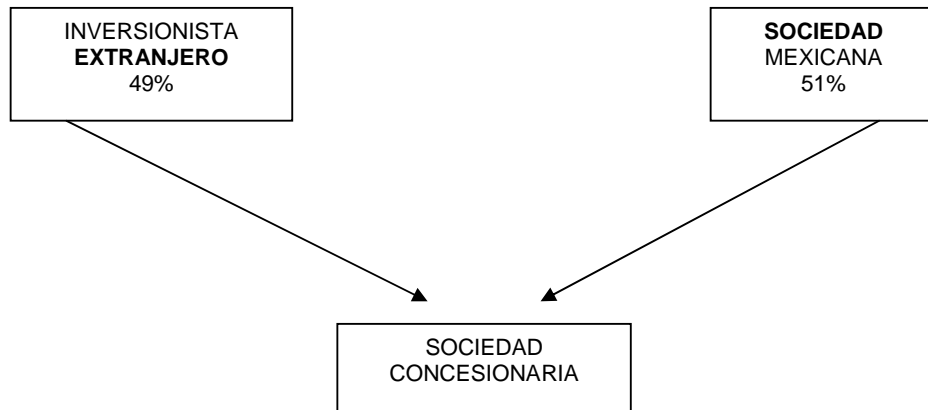 INVERSIONISTA
EXTRANJERO
49%
SOCIEDAD
MEXICANA
51%
SOCIEDAD
CONCESIONARIA